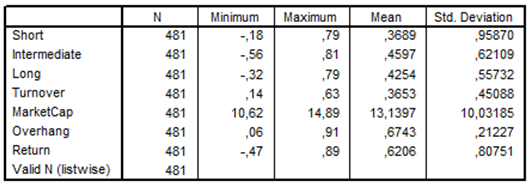 N Minimum Maximum Mean Std. Deviation
Short 481 -,18 ,79 ,3689 ,95870
Intermediate 481 -,56 ,81 ,4597 ,62109
Long 481 -,32 ,79 ,4254 ,55732
Turnover 481 ,14 ,63 ,3653 ,45088
MarketCap 481 10,62 14,89 13,1397 10,03185
Overhang 481 ,06 ,91 ,6743 ,21227
Return 481 -,47 ,89 ,6206 ,80751
Valid N (listwise) 481